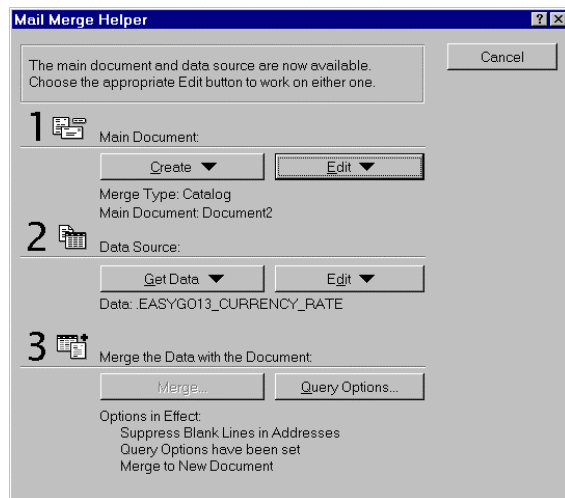 Mail Merge Helper
The main document and data source are now available.
Choose the appropriate Edit button to work on either one.
Cancel
1
Main Document:
Create
Edit
Merge Type: Catalog
Main Document: Document2
2
Data Source:
Get Data
Edit
Data: .EASYGO13_CURRENCY_RATE
3
Merge the Data with the Document:
Merge...
Query Options...
Options in Effect:
Suppress Blank Lines in Addresses
Query Options have been set
Merge to New Document